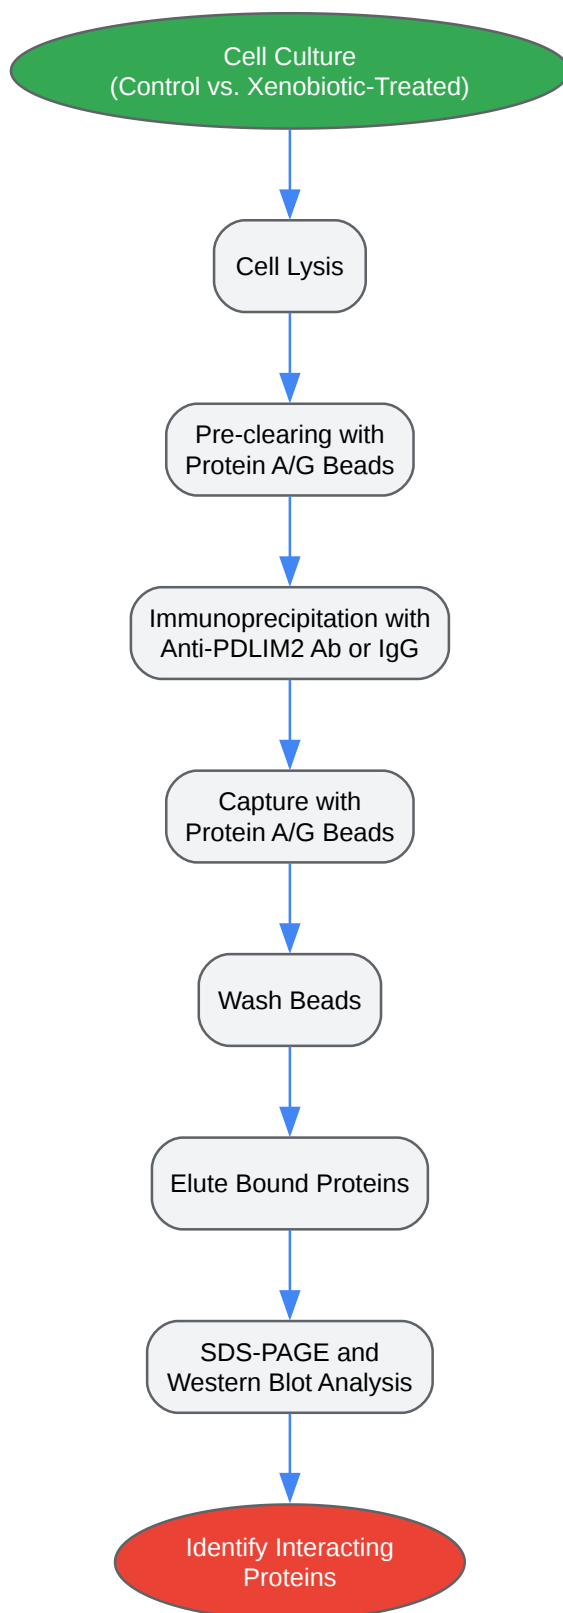 Cell Culture
(Control vs. Xenobiotic-Treated)
Cell Lysis
Pre-clearing with
Protein A/G Beads
Immunoprecipitation with
Anti-PDLIM2 Ab or IgG
Capture with
Protein A/G Beads
Wash Beads
Elute Bound Proteins
SDS-PAGE and
Western Blot Analysis
Identify Interacting
Proteins